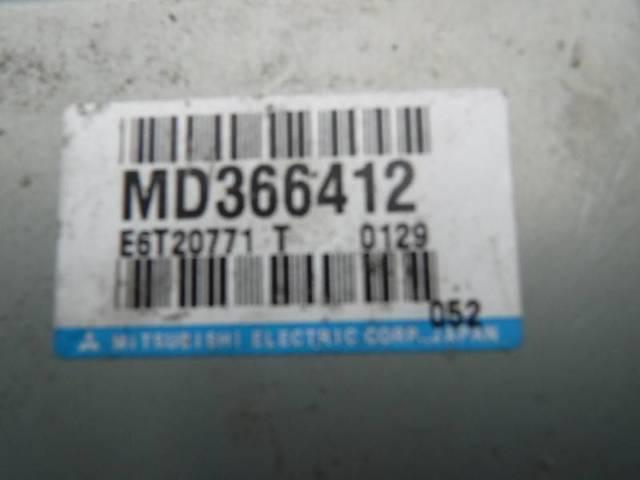 MD366412
E6T20771 T 0129
052
MITSUBISHI ELECTRIC CORP. JAPAN